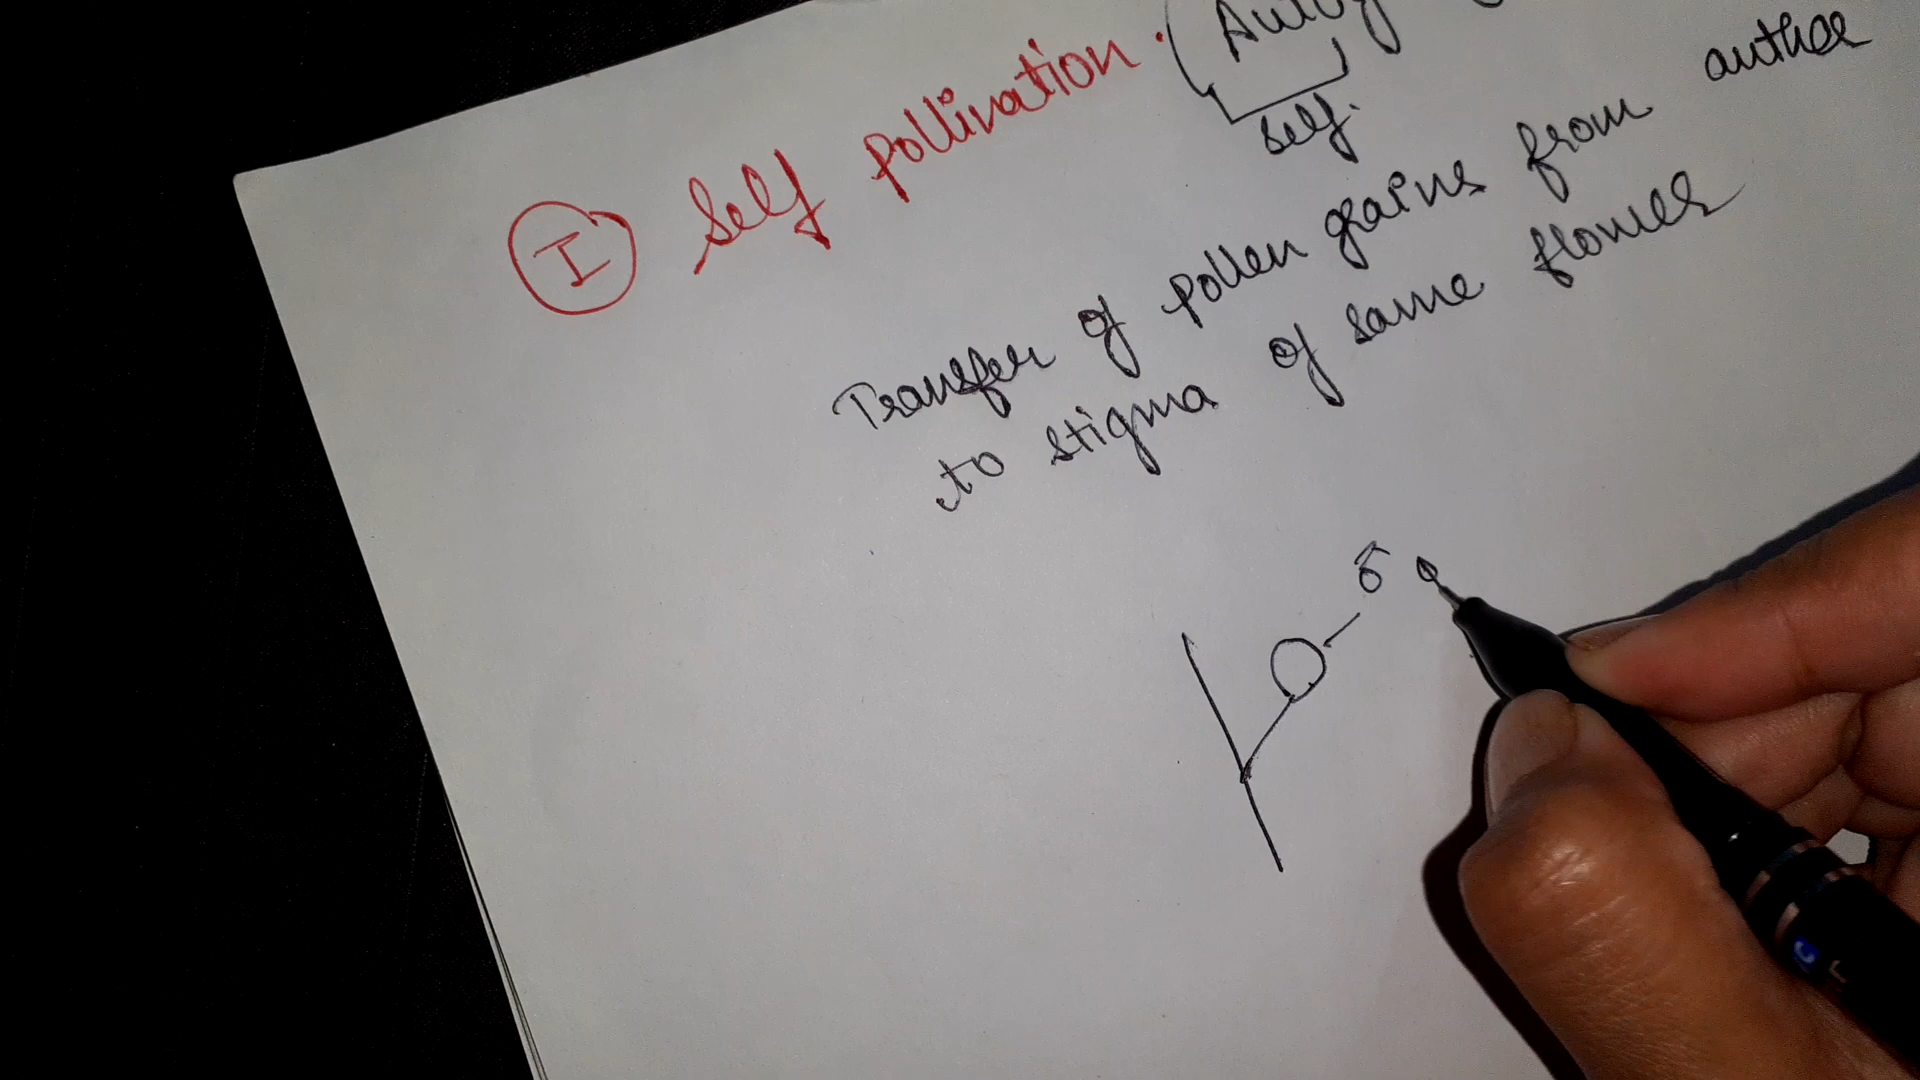 I Self pollination. (
self.
Transfer of pollen grains from anther
to stigma of same flower